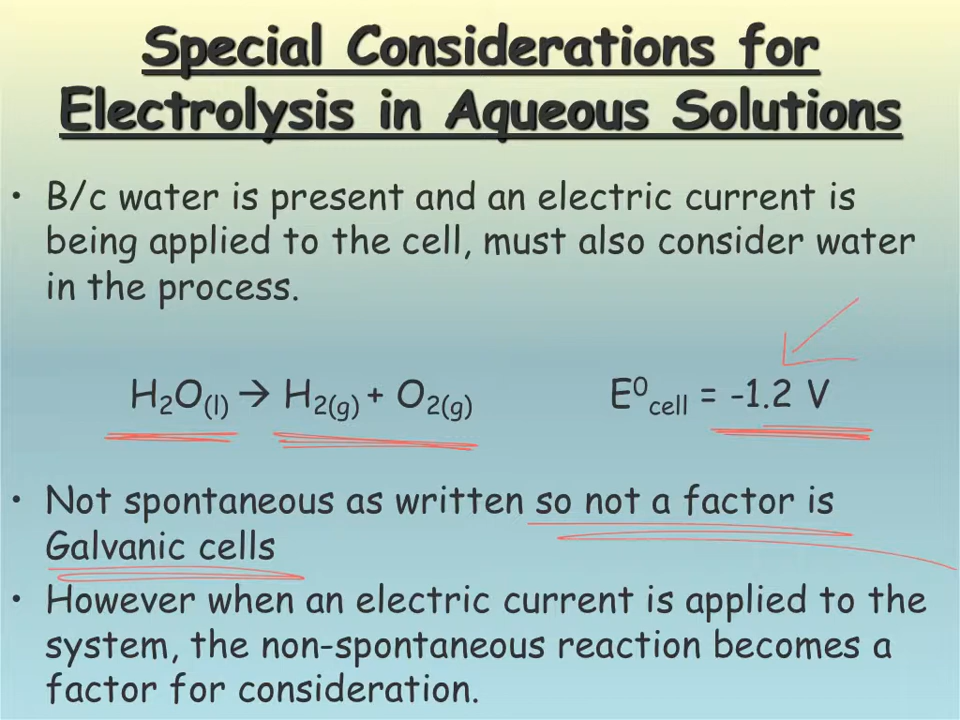 Special Considerations for
Electrolysis in Aqueous Solutions
• B/c water is present and an electric current is
being applied to the cell, must also consider water
in the process.
H₂O(l) → H₂(g) + O₂(g) E⁰cell = -1.2 V
• Not spontaneous as written so not a factor is
Galvanic cells
• However when an electric current is applied to the
system, the non-spontaneous reaction becomes a
factor for consideration.